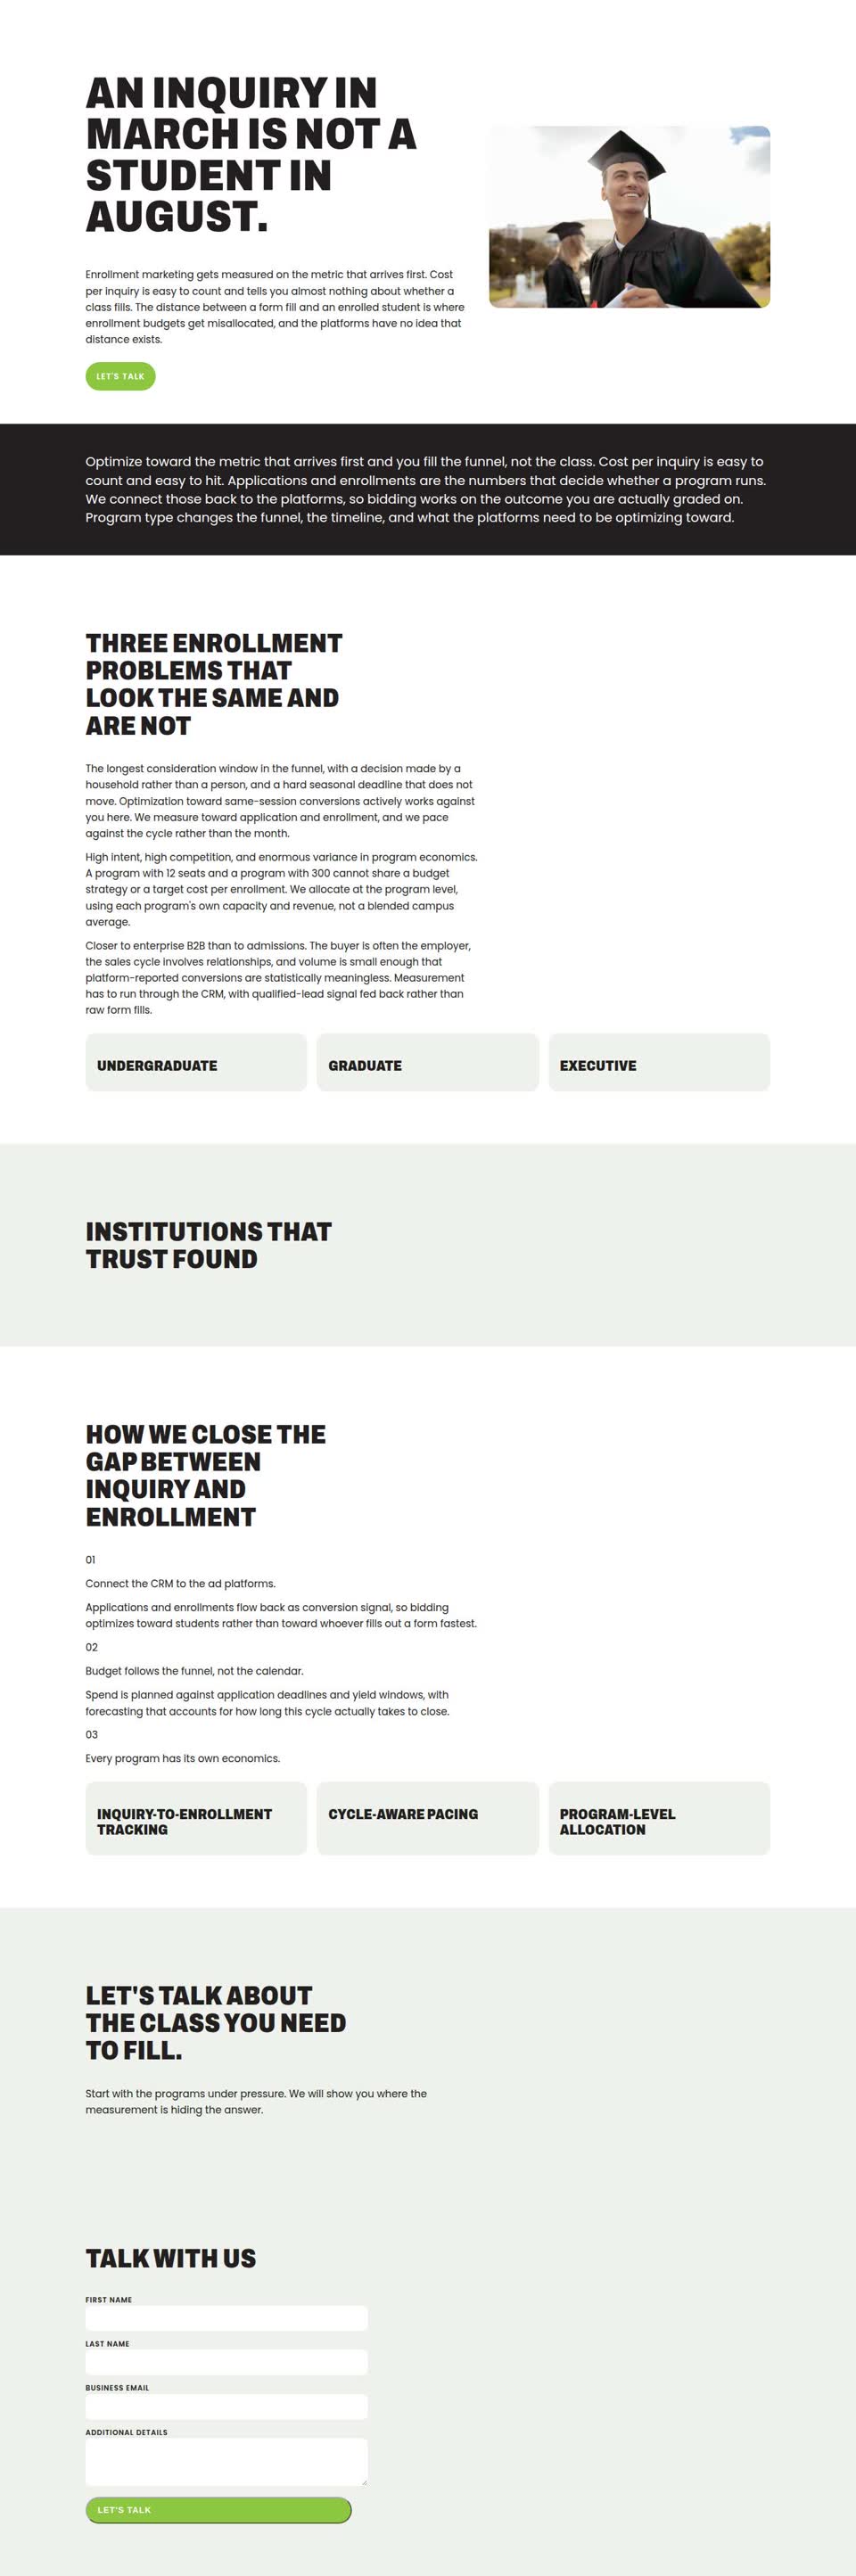 AN INQUIRY IN
MARCH IS NOT A
STUDENT IN
AUGUST.
Enrollment marketing gets measured on the metric that arrives first. Cost
per inquiry is easy to count and tells you almost nothing about whether a
class fills. The distance between a form fill and an enrolled student is where
enrollment budgets get misallocated, and the platforms have no idea that
distance exists.
LET'S TALK
Optimize toward the metric that arrives first and you fill the funnel, not the class. Cost per inquiry is easy to
count and easy to hit. Applications and enrollments are the numbers that decide whether a program runs.
We connect those back to the platforms, so bidding works on the outcome you are actually graded on.
Program type changes the funnel, the timeline, and what the platforms need to be optimizing toward.
THREE ENROLLMENT
PROBLEMS THAT
LOOK THE SAME AND
ARE NOT
The longest consideration window in the funnel, with a decision made by a
household rather than a person, and a hard seasonal deadline that does not
move. Optimization toward same-session conversions actively works against
you here. We measure toward application and enrollment, and we pace
against the cycle rather than the month.
High intent, high competition, and enormous variance in program economics.
A program with 12 seats and a program with 300 cannot share a budget
strategy or a target cost per enrollment. We allocate at the program level,
using each program's own capacity and revenue, not a blended campus
average.
Closer to enterprise B2B than to admissions. The buyer is often the employer,
the sales cycle involves relationships, and volume is small enough that
platform-reported conversions are statistically meaningless. Measurement
has to run through the CRM, with qualified-lead signal fed back rather than
raw form fills.
UNDERGRADUATE
GRADUATE
EXECUTIVE
INSTITUTIONS THAT
TRUST FOUND
HOW WE CLOSE THE
GAP BETWEEN
INQUIRY AND
ENROLLMENT
01
Connect the CRM to the ad platforms.
Applications and enrollments flow back as conversion signal, so bidding
optimizes toward students rather than toward whoever fills out a form fastest.
02
Budget follows the funnel, not the calendar.
Spend is planned against application deadlines and yield windows, with
forecasting that accounts for how long this cycle actually takes to close.
03
Every program has its own economics.
INQUIRY-TO-ENROLLMENT
TRACKING
CYCLE-AWARE PACING
PROGRAM-LEVEL
ALLOCATION
LET'S TALK ABOUT
THE CLASS YOU NEED
TO FILL.
Start with the programs under pressure. We will show you where the
measurement is hiding the answer.
TALK WITH US
FIRST NAME
LAST NAME
BUSINESS EMAIL
ADDITIONAL DETAILS
LET'S TALK